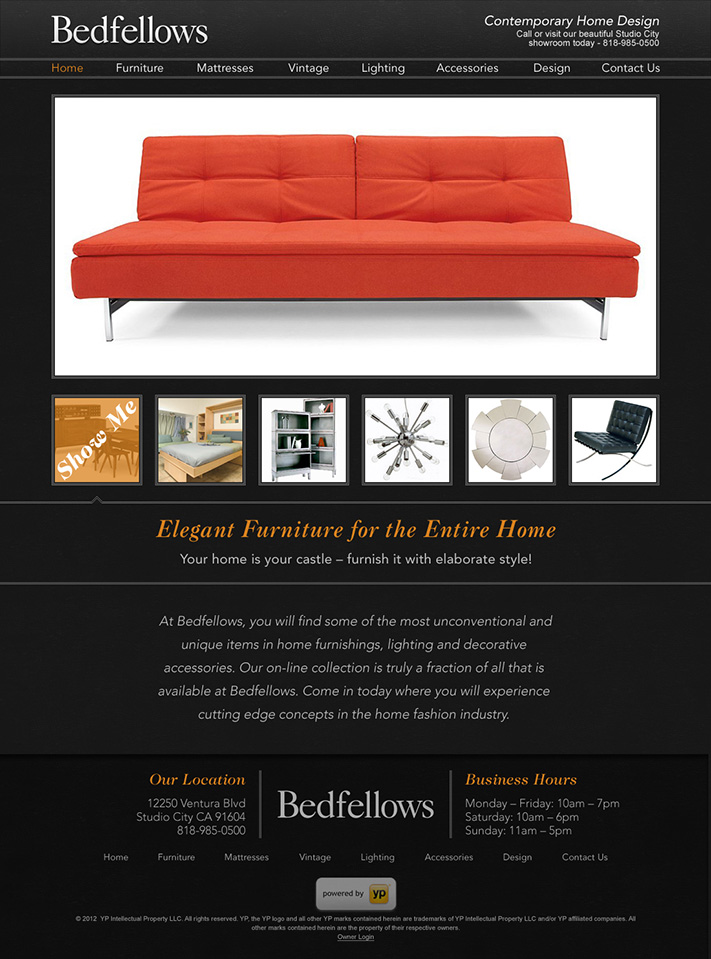 Bedfellows
Contemporary Home Design
Call or visit our beautiful Studio City
showroom today - 818-985-0500
Home Furniture Mattresses Vintage Lighting Accessories Design Contact Us
Show Me
Elegant Furniture for the Entire Home
Your home is your castle – furnish it with elaborate style!
At Bedfellows, you will find some of the most unconventional and
unique items in home furnishings, lighting and decorative
accessories. Our on-line collection is truly a fraction of all that is
available at Bedfellows. Come in today where you will experience
cutting edge concepts in the home fashion industry.
Our Location
12250 Ventura Blvd
Studio City CA 91604
818-985-0500
Bedfellows
Business Hours
Monday – Friday: 10am – 7pm
Saturday: 10am – 6pm
Sunday: 11am – 5pm
Home Furniture Mattresses Vintage Lighting Accessories Design Contact Us
powered by yp
© 2012 YP Intellectual Property LLC. All rights reserved. YP, the YP logo and all other YP marks contained herein are trademarks of YP Intellectual Property LLC and/or YP affiliated companies. All
other marks contained herein are the property of their respective owners.
Owner Login